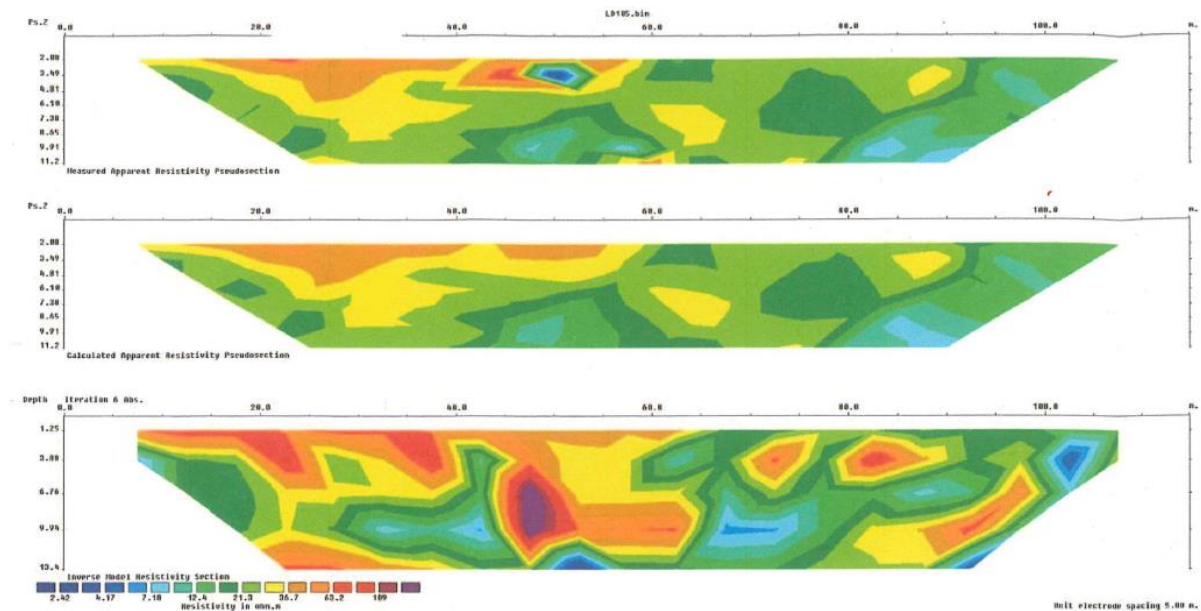 LD105.bin
Ps.Z 0.0 20.0 40.0 60.0 80.0 100.0 m.
2.00
3.49
4.81
6.10
7.30
8.65
9.91
11.2
Measured Apparent Resistivity Pseudosection
Ps.Z 0.0 20.0 40.0 60.0 80.0 100.0 m.
2.00
3.49
4.81
6.10
7.30
8.65
9.91
11.2
Calculated Apparent Resistivity Pseudosection
Depth Iteration 6 Abs.
0.0 20.0 40.0 60.0 80.0 100.0 m.
1.25
6.76
9.94
13.4
Inverse Model Resistivity Section
2.42 4.17 7.18 12.4 21.3 36.7 63.2 109
Resistivity in ohm.m
Unit electrode spacing 5.00 m.